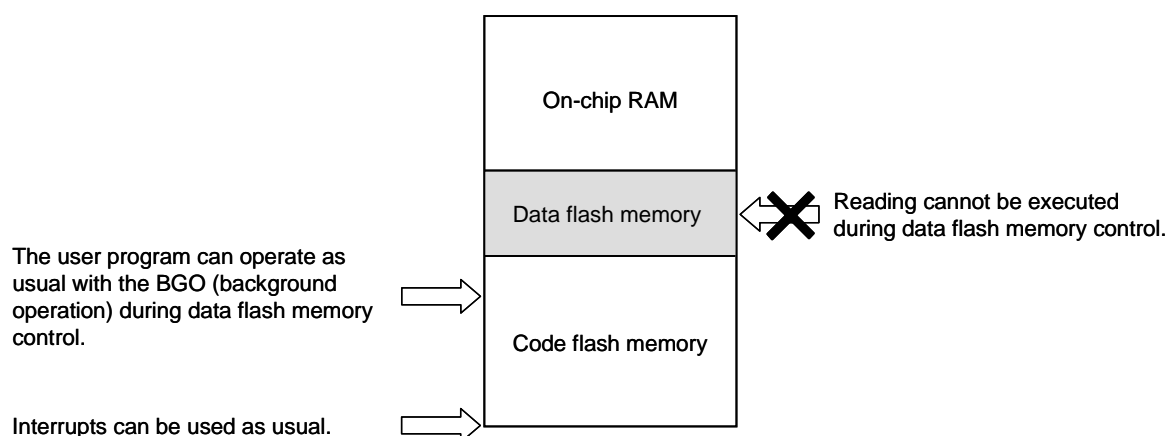 On-chip RAM
Data flash memory
Reading cannot be executed
during data flash memory control.
The user program can operate as
usual with the BGO (background
operation) during data flash memory
control.
Code flash memory
Interrupts can be used as usual.